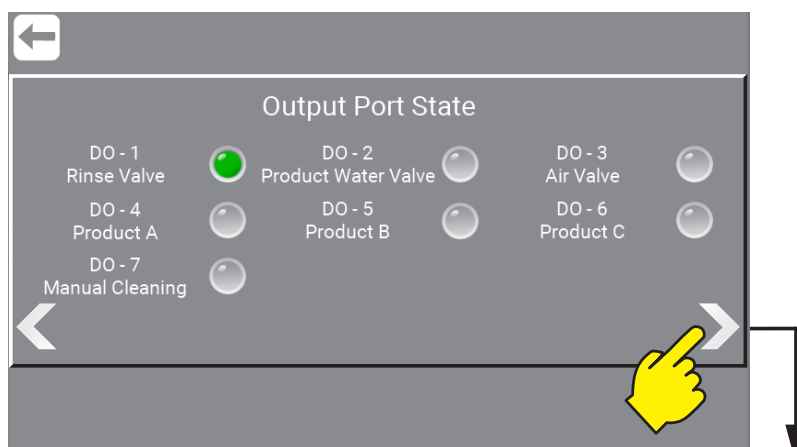 Output Port State
DO - 1
Rinse Valve
DO - 2
Product Water Valve
DO - 3
Air Valve
DO - 4
Product A
DO - 5
Product B
DO - 6
Product C
DO - 7
Manual Cleaning